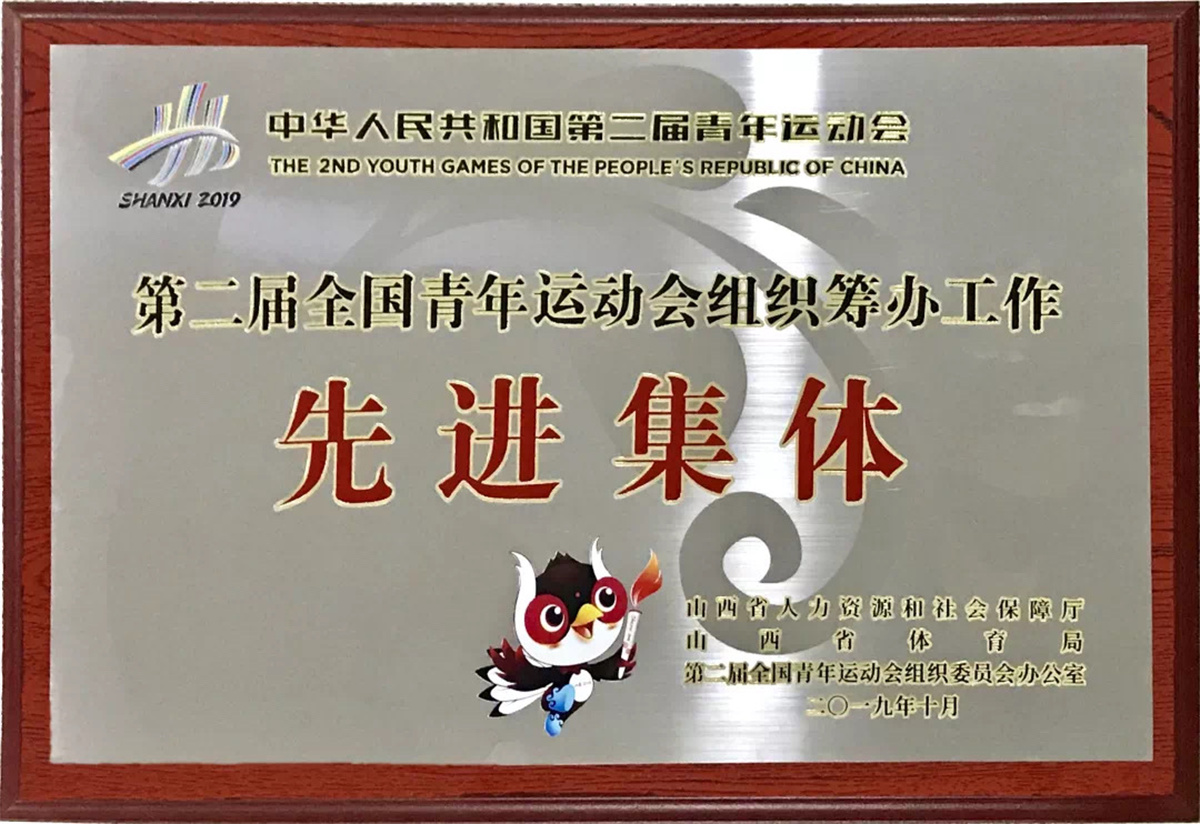 中华人民共和国第二届青年运动会
THE 2ND YOUTH GAMES OF THE PEOPLE'S REPUBLIC OF CHINA
SHANXI 2019
第二届全国青年运动会组织筹办工作
先进集体
山西省人力资源和社会保障厅
山西省体育局
第二届全国青年运动会组织委员会办公室
二〇一九年十月